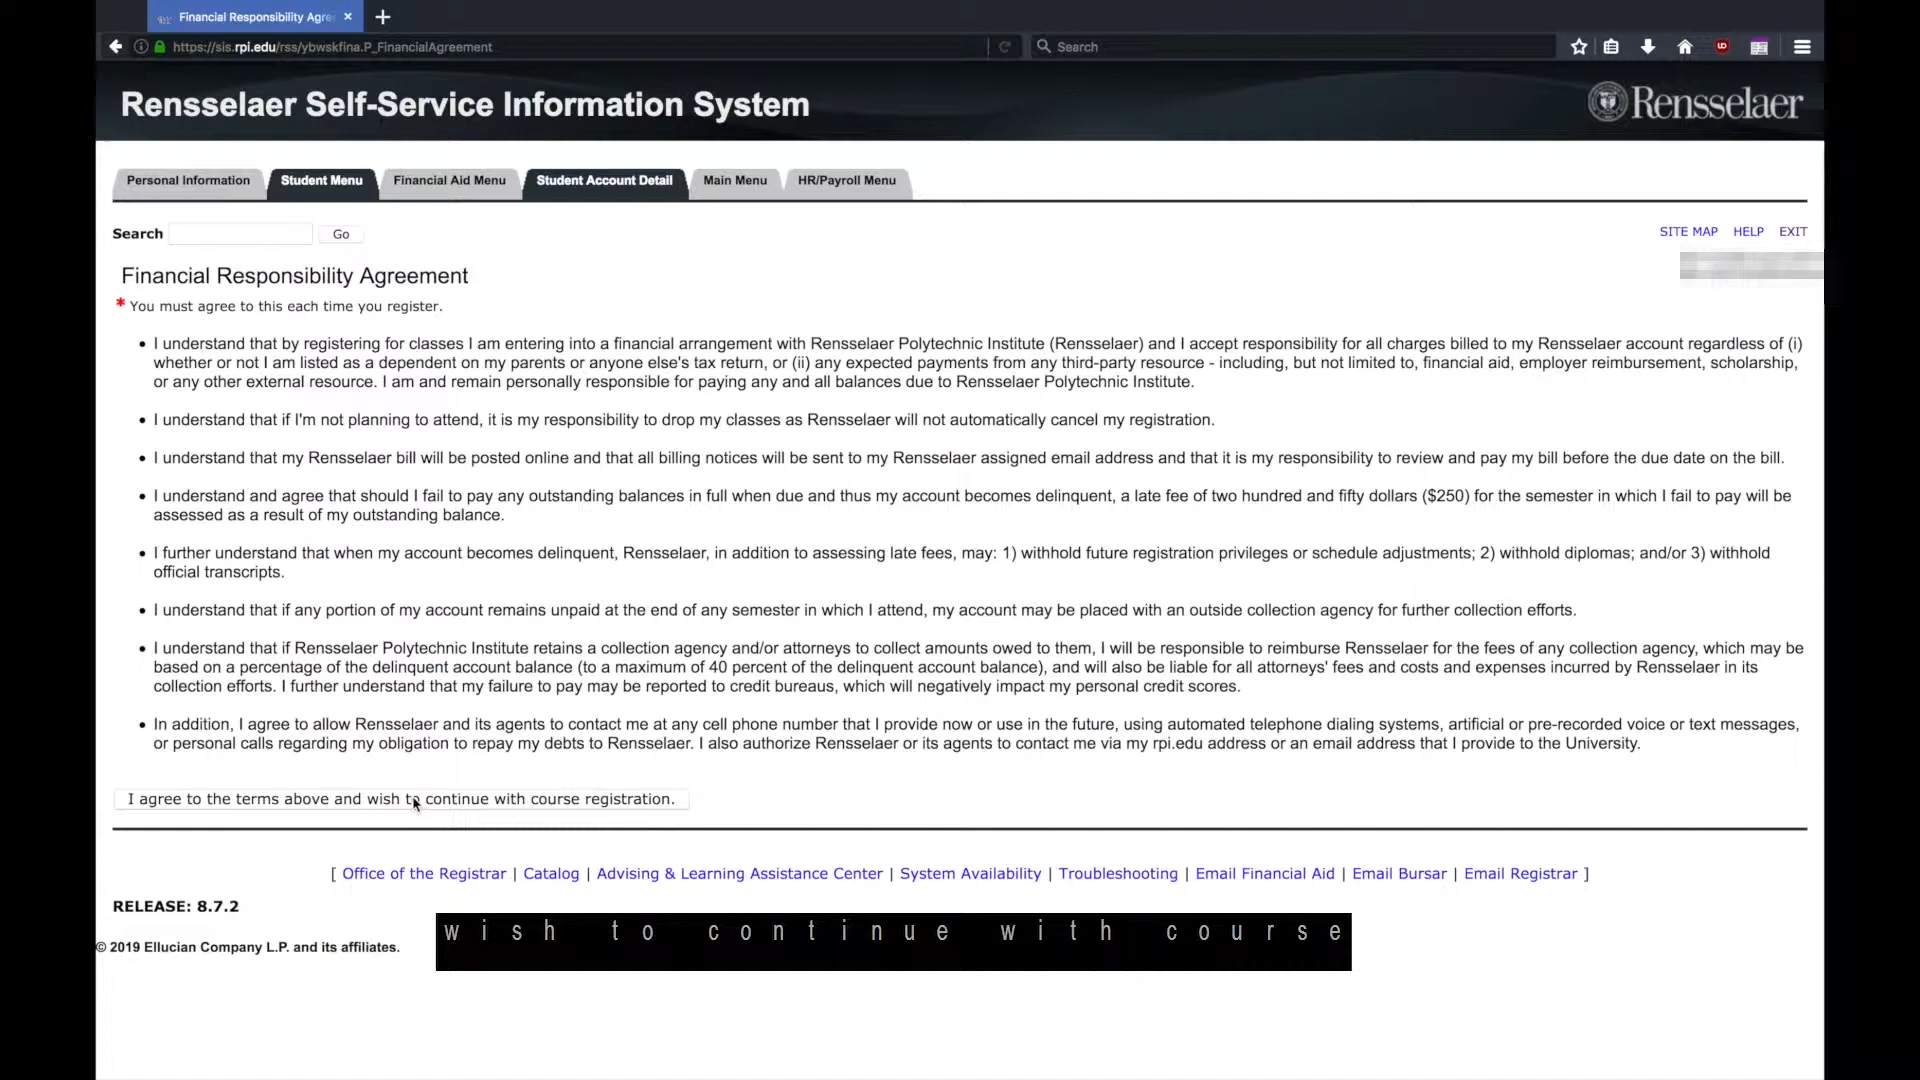 Financial Responsibility Agre
https://sis.rpi.edu/rss/ybwskfina.P_FinancialAgreement
Search
Rensselaer Self-Service Information System
Rensselaer
Personal Information
Student Menu
Financial Aid Menu
Student Account Detail
Main Menu
HR/Payroll Menu
Search
Go
SITE MAP HELP EXIT
Financial Responsibility Agreement
* You must agree to this each time you register.
• I understand that by registering for classes I am entering into a financial arrangement with Rensselaer Polytechnic Institute (Rensselaer) and I accept responsibility for all charges billed to my Rensselaer account regardless of (i)
whether or not I am listed as a dependent on my parents or anyone else's tax return, or (ii) any expected payments from any third-party resource - including, but not limited to, financial aid, employer reimbursement, scholarship,
or any other external resource. I am and remain personally responsible for paying any and all balances due to Rensselaer Polytechnic Institute.
• I understand that if I'm not planning to attend, it is my responsibility to drop my classes as Rensselaer will not automatically cancel my registration.
• I understand that my Rensselaer bill will be posted online and that all billing notices will be sent to my Rensselaer assigned email address and that it is my responsibility to review and pay my bill before the due date on the bill.
• I understand and agree that should I fail to pay any outstanding balances in full when due and thus my account becomes delinquent, a late fee of two hundred and fifty dollars ($250) for the semester in which I fail to pay will be
assessed as a result of my outstanding balance.
• I further understand that when my account becomes delinquent, Rensselaer, in addition to assessing late fees, may: 1) withhold future registration privileges or schedule adjustments; 2) withhold diplomas; and/or 3) withhold
official transcripts.
• I understand that if any portion of my account remains unpaid at the end of any semester in which I attend, my account may be placed with an outside collection agency for further collection efforts.
• I understand that if Rensselaer Polytechnic Institute retains a collection agency and/or attorneys to collect amounts owed to them, I will be responsible to reimburse Rensselaer for the fees of any collection agency, which may be
based on a percentage of the delinquent account balance (to a maximum of 40 percent of the delinquent account balance), and will also be liable for all attorneys' fees and costs and expenses incurred by Rensselaer in its
collection efforts. I further understand that my failure to pay may be reported to credit bureaus, which will negatively impact my personal credit scores.
• In addition, I agree to allow Rensselaer and its agents to contact me at any cell phone number that I provide now or use in the future, using automated telephone dialing systems, artificial or pre-recorded voice or text messages,
or personal calls regarding my obligation to repay my debts to Rensselaer. I also authorize Rensselaer or its agents to contact me via my rpi.edu address or an email address that I provide to the University.
I agree to the terms above and wish to continue with course registration.
[ Office of the Registrar | Catalog | Advising & Learning Assistance Center | System Availability | Troubleshooting | Email Financial Aid | Email Bursar | Email Registrar ]
RELEASE: 8.7.2
wish to continue with course
© 2019 Ellucian Company L.P. and its affiliates.